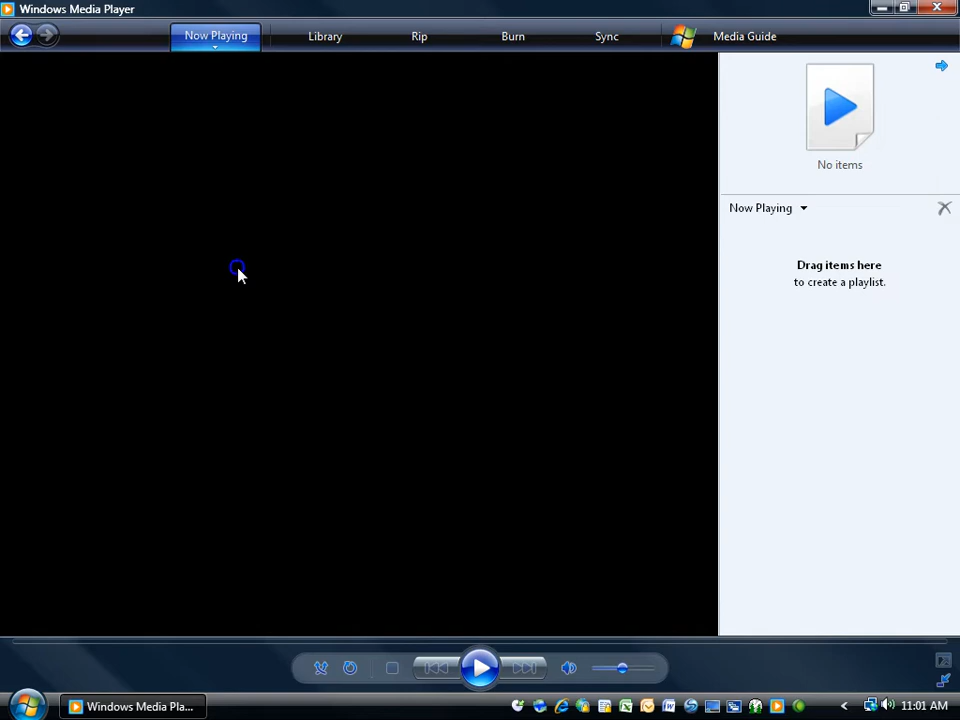 Windows Media Player
Now Playing Library Rip Burn Sync Media Guide
No items
Now Playing
Drag items here
to create a playlist.
Windows Media Pla...
11:01 AM